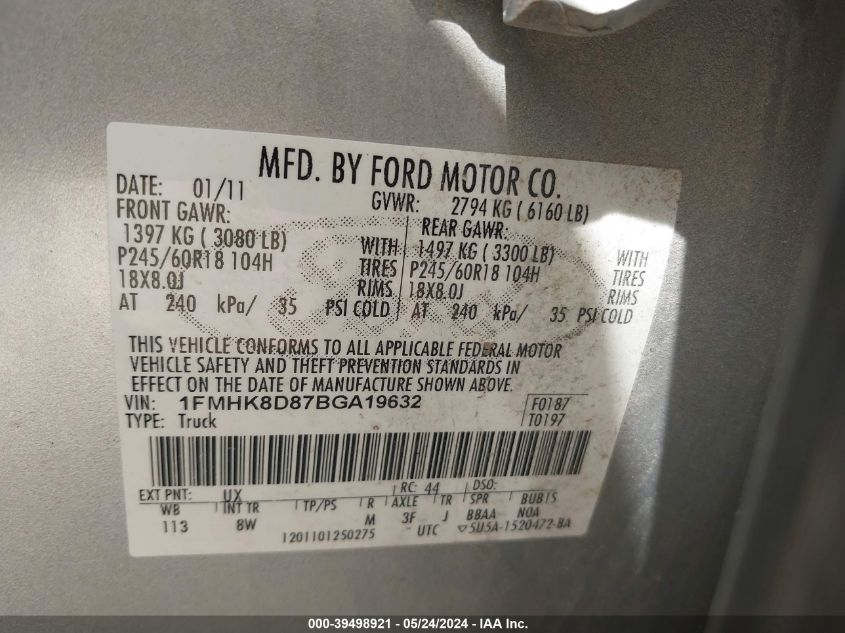 MFD. BY FORD MOTOR CO.
DATE: 01/11 GVWR: 2794 KG ( 6160 LB)
FRONT GAWR: REAR GAWR:
1397 KG ( 3080 LB) WITH 1497 KG ( 3300 LB) WITH
P245/60R18 104H TIRES P245/60R18 104H TIRES
18X8.0J RIMS 18X8.0J RIMS
AT 240 kPa/ 35 PSI COLD AT 240 kPa/ 35 PSI COLD
THIS VEHICLE CONFORMS TO ALL APPLICABLE FEDERAL MOTOR
VEHICLE SAFETY AND THEFT PREVENTION STANDARDS IN
EFFECT ON THE DATE OF MANUFACTURE SHOWN ABOVE.
VIN: 1FMHK8D87BGA19632 F0187
TYPE: Truck T0197
EXT PNT: UX RC: 44 DSO:
WB INT TR TP/PS R AXLE TR SPR BUBTS
113 8W M 3F J BBAA NOA
1201101250275 UTC 5U5A-1520472-BA
000-39498921 / 05/24/2024 - IAA Inc.